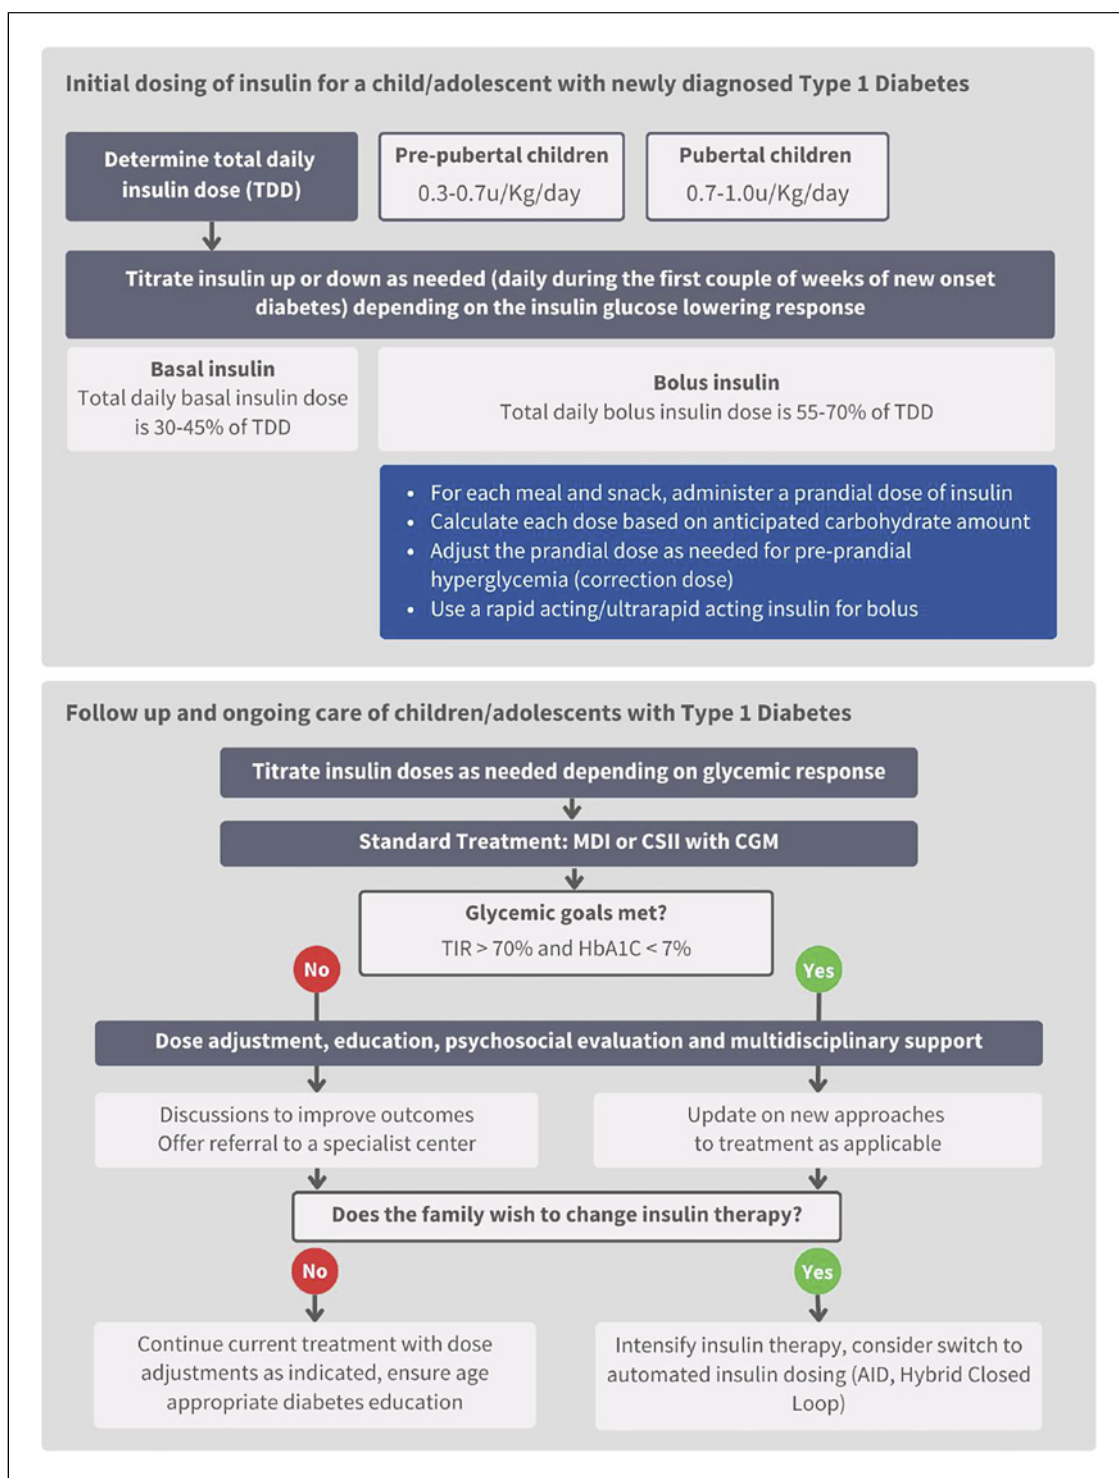 Initial dosing of insulin for a child/adolescent with newly diagnosed Type 1 Diabetes
Determine total daily
insulin dose (TDD)
Pre-pubertal children
0.3-0.7u/Kg/day
Pubertal children
0.7-1.0u/Kg/day
Titrate insulin up or down as needed (daily during the first couple of weeks of new onset
diabetes) depending on the insulin glucose lowering response
Basal insulin
Total daily basal insulin dose
is 30-45% of TDD
Bolus insulin
Total daily bolus insulin dose is 55-70% of TDD
• For each meal and snack, administer a prandial dose of insulin
• Calculate each dose based on anticipated carbohydrate amount
• Adjust the prandial dose as needed for pre-prandial
hyperglycemia (correction dose)
• Use a rapid acting/ultrarapid acting insulin for bolus
Follow up and ongoing care of children/adolescents with Type 1 Diabetes
Titrate insulin doses as needed depending on glycemic response
Standard Treatment: MDI or CSII with CGM
Glycemic goals met?
TIR > 70% and HbA1C < 7%
No
Yes
Dose adjustment, education, psychosocial evaluation and multidisciplinary support
Discussions to improve outcomes
Offer referral to a specialist center
Update on new approaches
to treatment as applicable
Does the family wish to change insulin therapy?
No
Yes
Continue current treatment with dose
adjustments as indicated, ensure age
appropriate diabetes education
Intensify insulin therapy, consider switch to
automated insulin dosing (AID, Hybrid Closed
Loop)